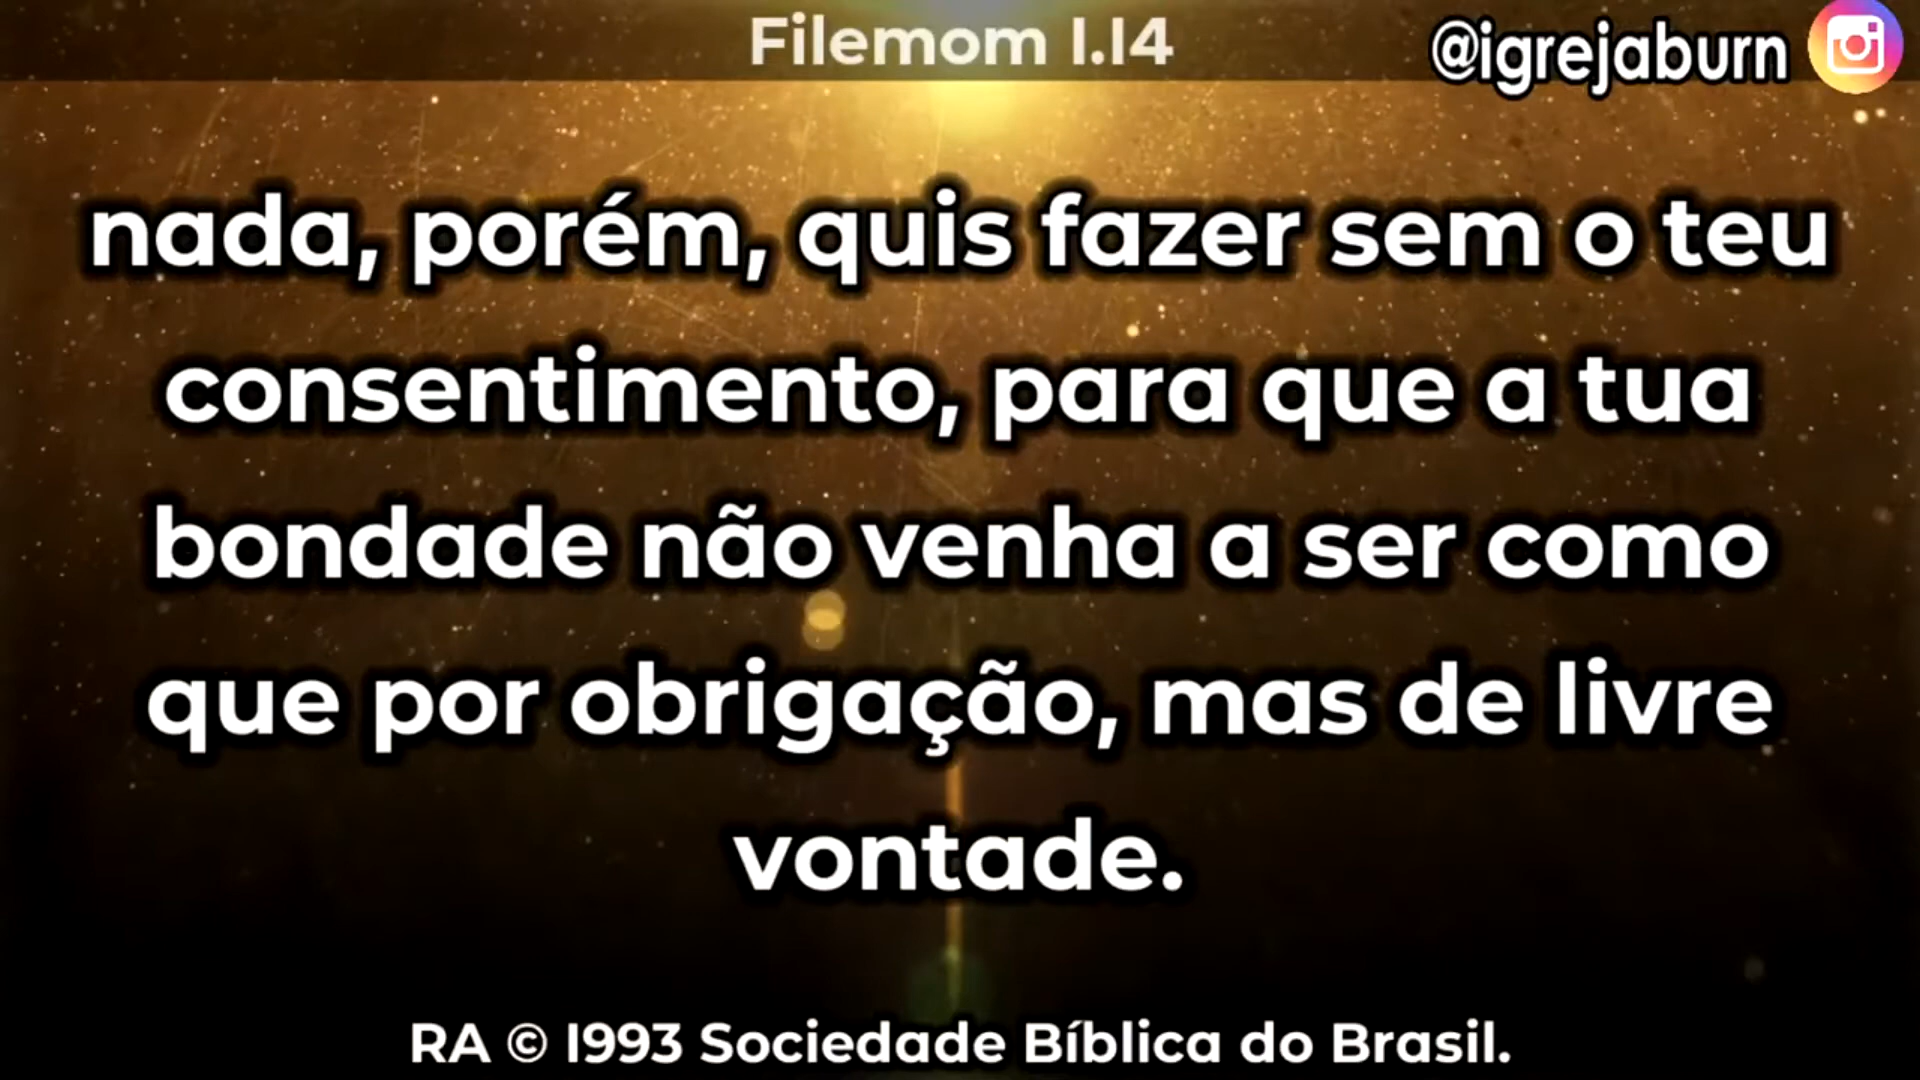 Filemom 1.14
@igrejaburn
nada, porém, quis fazer sem o teu
consentimento, para que a tua
bondade não venha a ser como
que por obrigação, mas de livre
vontade.
RA © 1993 Sociedade Bíblica do Brasil.